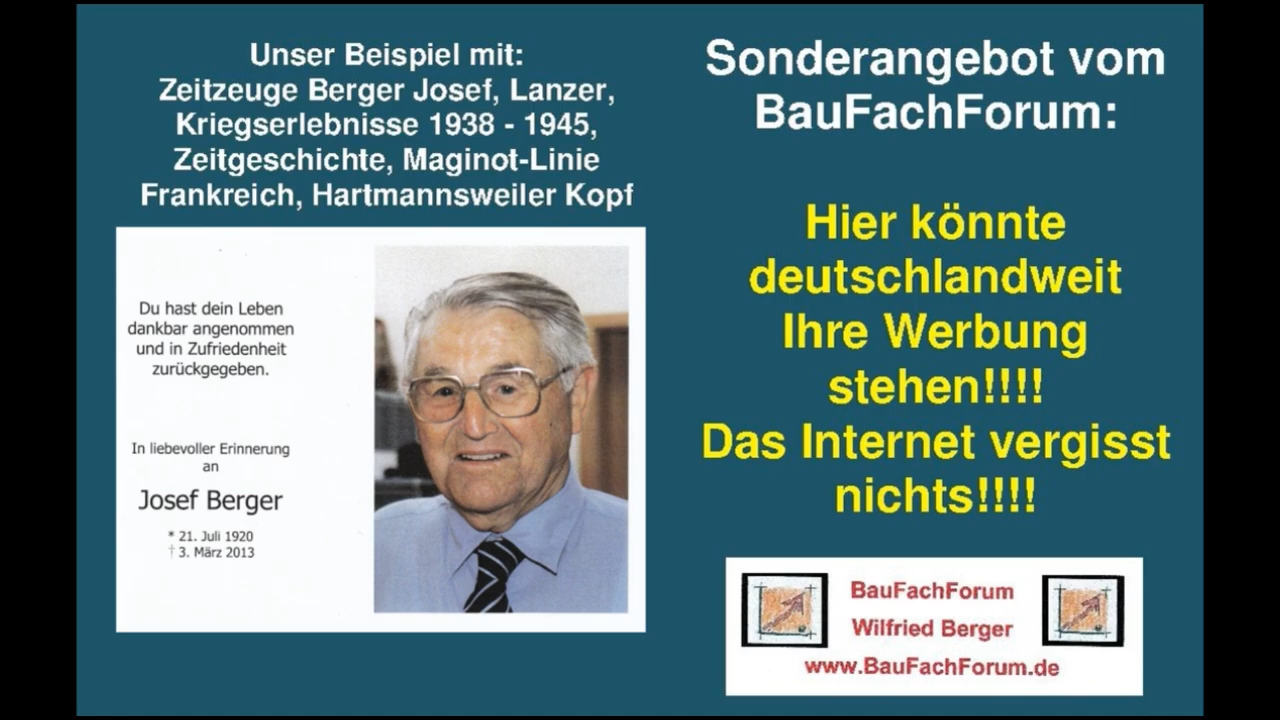 Unser Beispiel mit:
Zeitzeuge Berger Josef, Lanzer,
Kriegserlebnisse 1938 - 1945,
Zeitgeschichte, Maginot-Linie
Frankreich, Hartmannsweiler Kopf
Du hast dein Leben
dankbar angenommen
und in Zufriedenheit
zurückgegeben.
In liebevoller Erinnerung
an
Josef Berger
* 21. Juli 1920
† 3. März 2013
Sonderangebot vom
BauFachForum:
Hier könnte
deutschlandweit
Ihre Werbung
stehen!!!!
Das Internet vergisst
nichts!!!!
BauFachForum
Wilfried Berger
www.BauFachForum.de